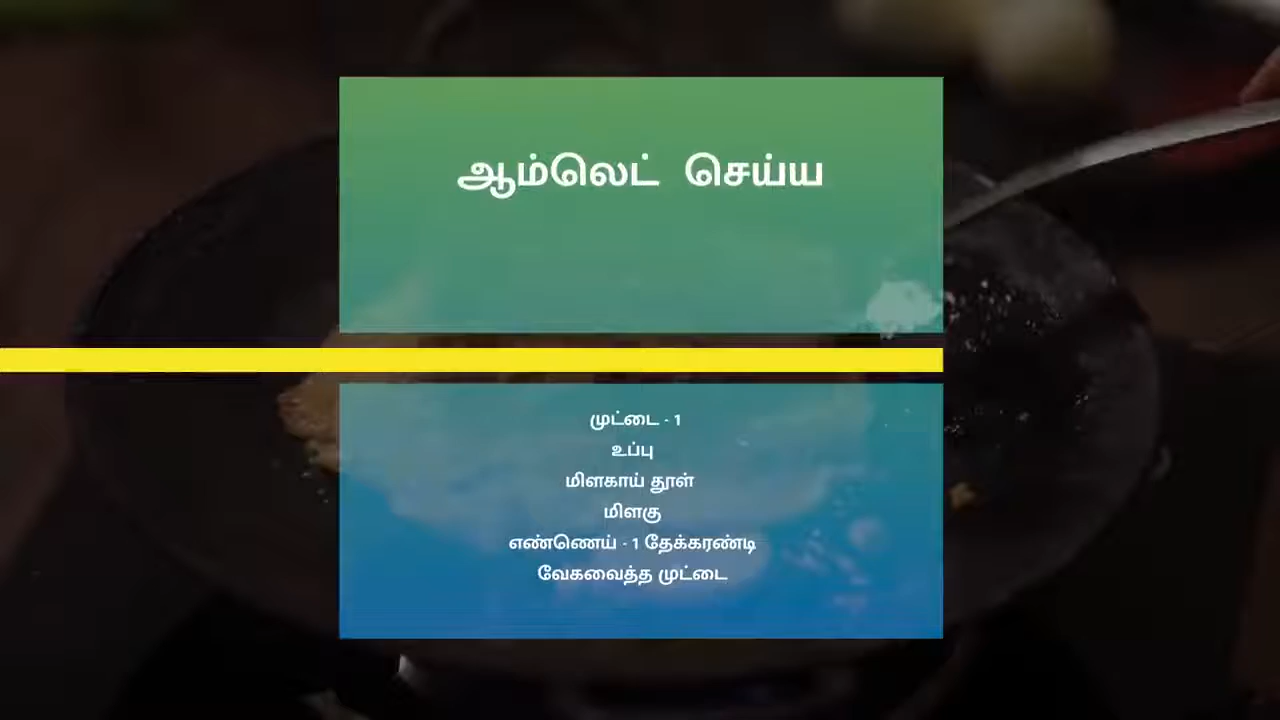 ஆம்லெட் செய்ய
முட்டை - 1
உப்பு
மிளகாய் தூள்
மிளகு
எண்ணெய் - 1 தேக்கரண்டி
வேகவைத்த முட்டை